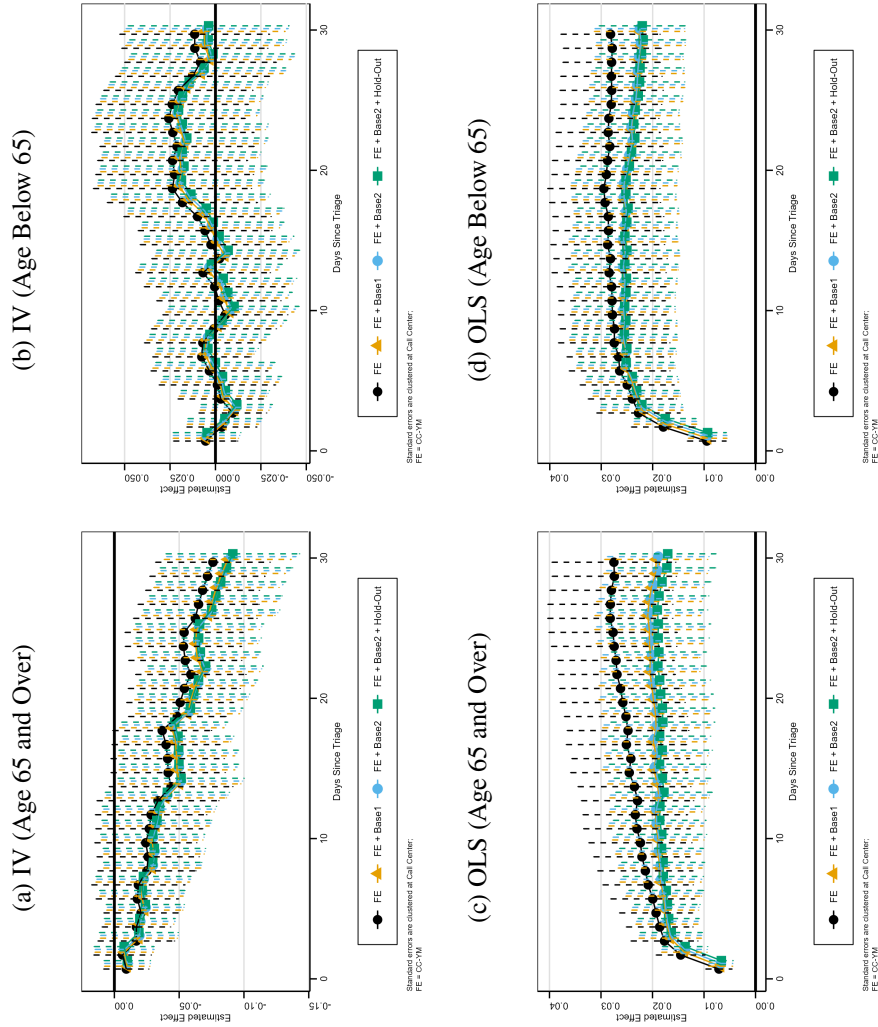 (a) IV (Age 65 and Over)
0.00
-0.05
-0.10
-0.15
Estimated Effect
0
10
20
30
Days Since Triage
FE
FE + Base1
FE + Base2
FE + Base2 + Hold-Out
Standard errors are clustered at Call Center;
FE = CC-YM
(b) IV (Age Below 65)
0.050
0.025
0.000
-0.025
-0.050
Estimated Effect
0
10
20
30
Days Since Triage
FE
FE + Base1
FE + Base2
FE + Base2 + Hold-Out
Standard errors are clustered at Call Center;
FE = CC-YM
(c) OLS (Age 65 and Over)
0.04
0.03
0.02
0.01
0.00
Estimated Effect
0
10
20
30
Days Since Triage
FE
FE + Base1
FE + Base2
FE + Base2 + Hold-Out
Standard errors are clustered at Call Center;
FE = CC-YM
(d) OLS (Age Below 65)
0.04
0.03
0.02
0.01
0.00
Estimated Effect
0
10
20
30
Days Since Triage
FE
FE + Base1
FE + Base2
FE + Base2 + Hold-Out
Standard errors are clustered at Call Center;
FE = CC-YM